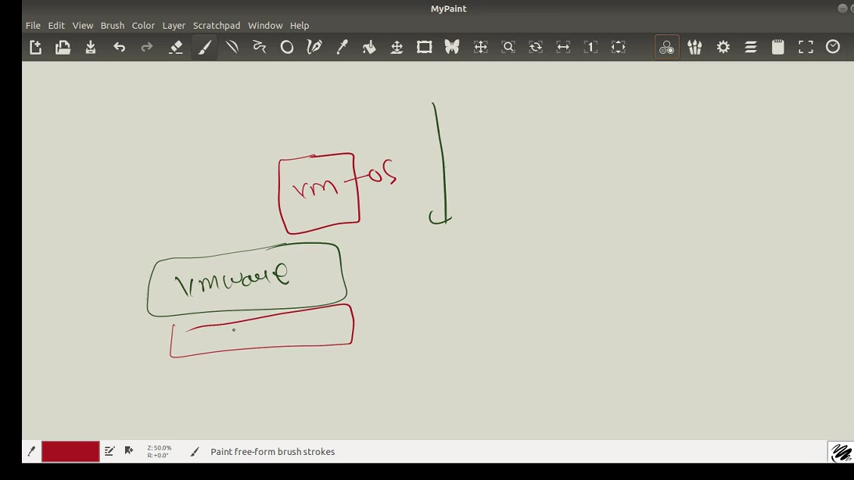 MyPaint
File Edit View Brush Color Layer Scratchpad Window Help
1
vm - OS
vmware
Z: 50.0%
R: +0.0°
Paint free-form brush strokes